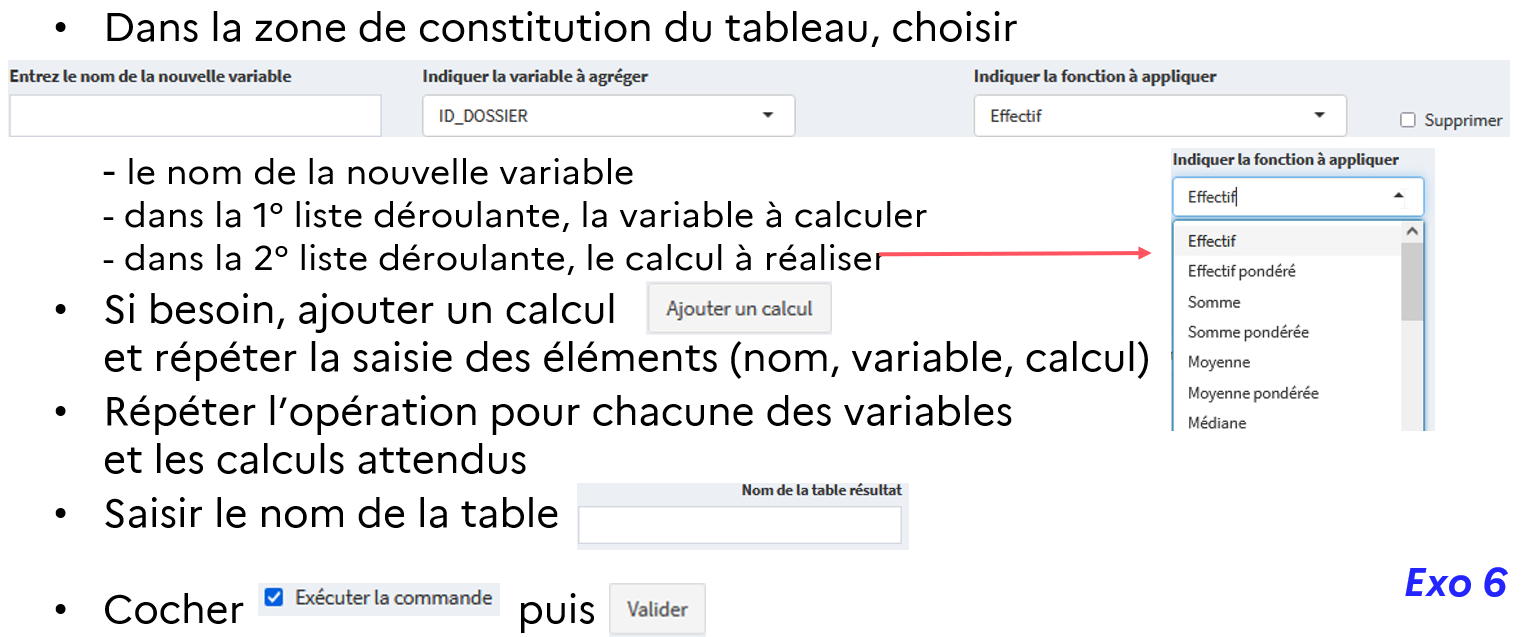 • Dans la zone de constitution du tableau, choisir
Entrez le nom de la nouvelle variable
Indiquer la variable à agréger
Indiquer la fonction à appliquer
ID_DOSSIER
Effectif
Supprimer
- le nom de la nouvelle variable
- dans la 1° liste déroulante, la variable à calculer
- dans la 2° liste déroulante, le calcul à réaliser
Indiquer la fonction à appliquer
Effectif
Effectif
Effectif pondéré
Somme
Somme pondérée
Moyenne
Moyenne pondérée
Médiane
• Si besoin, ajouter un calcul
Ajouter un calcul
et répéter la saisie des éléments (nom, variable, calcul)
• Répéter l’opération pour chacune des variables
et les calculs attendus
• Saisir le nom de la table
Nom de la table résultat
• Cocher
Exécuter la commande
puis
Valider
Exo 6